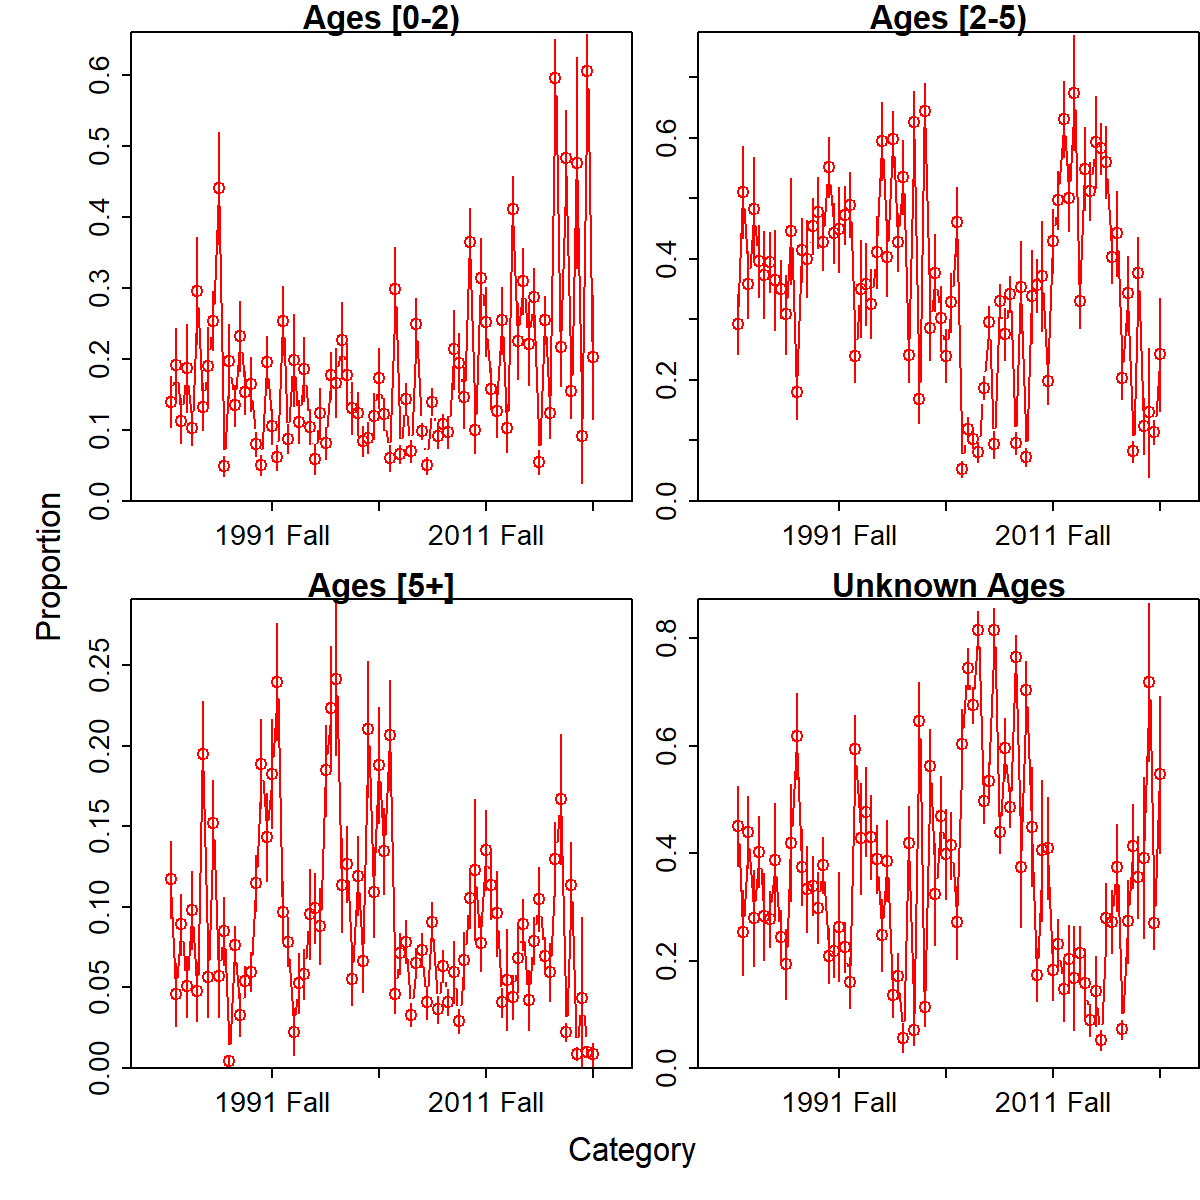 Ages [0-2)
0.6
0.5
0.4
0.3
0.2
0.1
0.0
1991 Fall 2011 Fall
Ages [2-5)
0.6
0.4
0.2
0.0
1991 Fall 2011 Fall
Proportion
Ages [5+]
0.25
0.20
0.15
0.10
0.05
0.00
1991 Fall 2011 Fall
Unknown Ages
0.8
0.6
0.4
0.2
0.0
1991 Fall 2011 Fall
Category